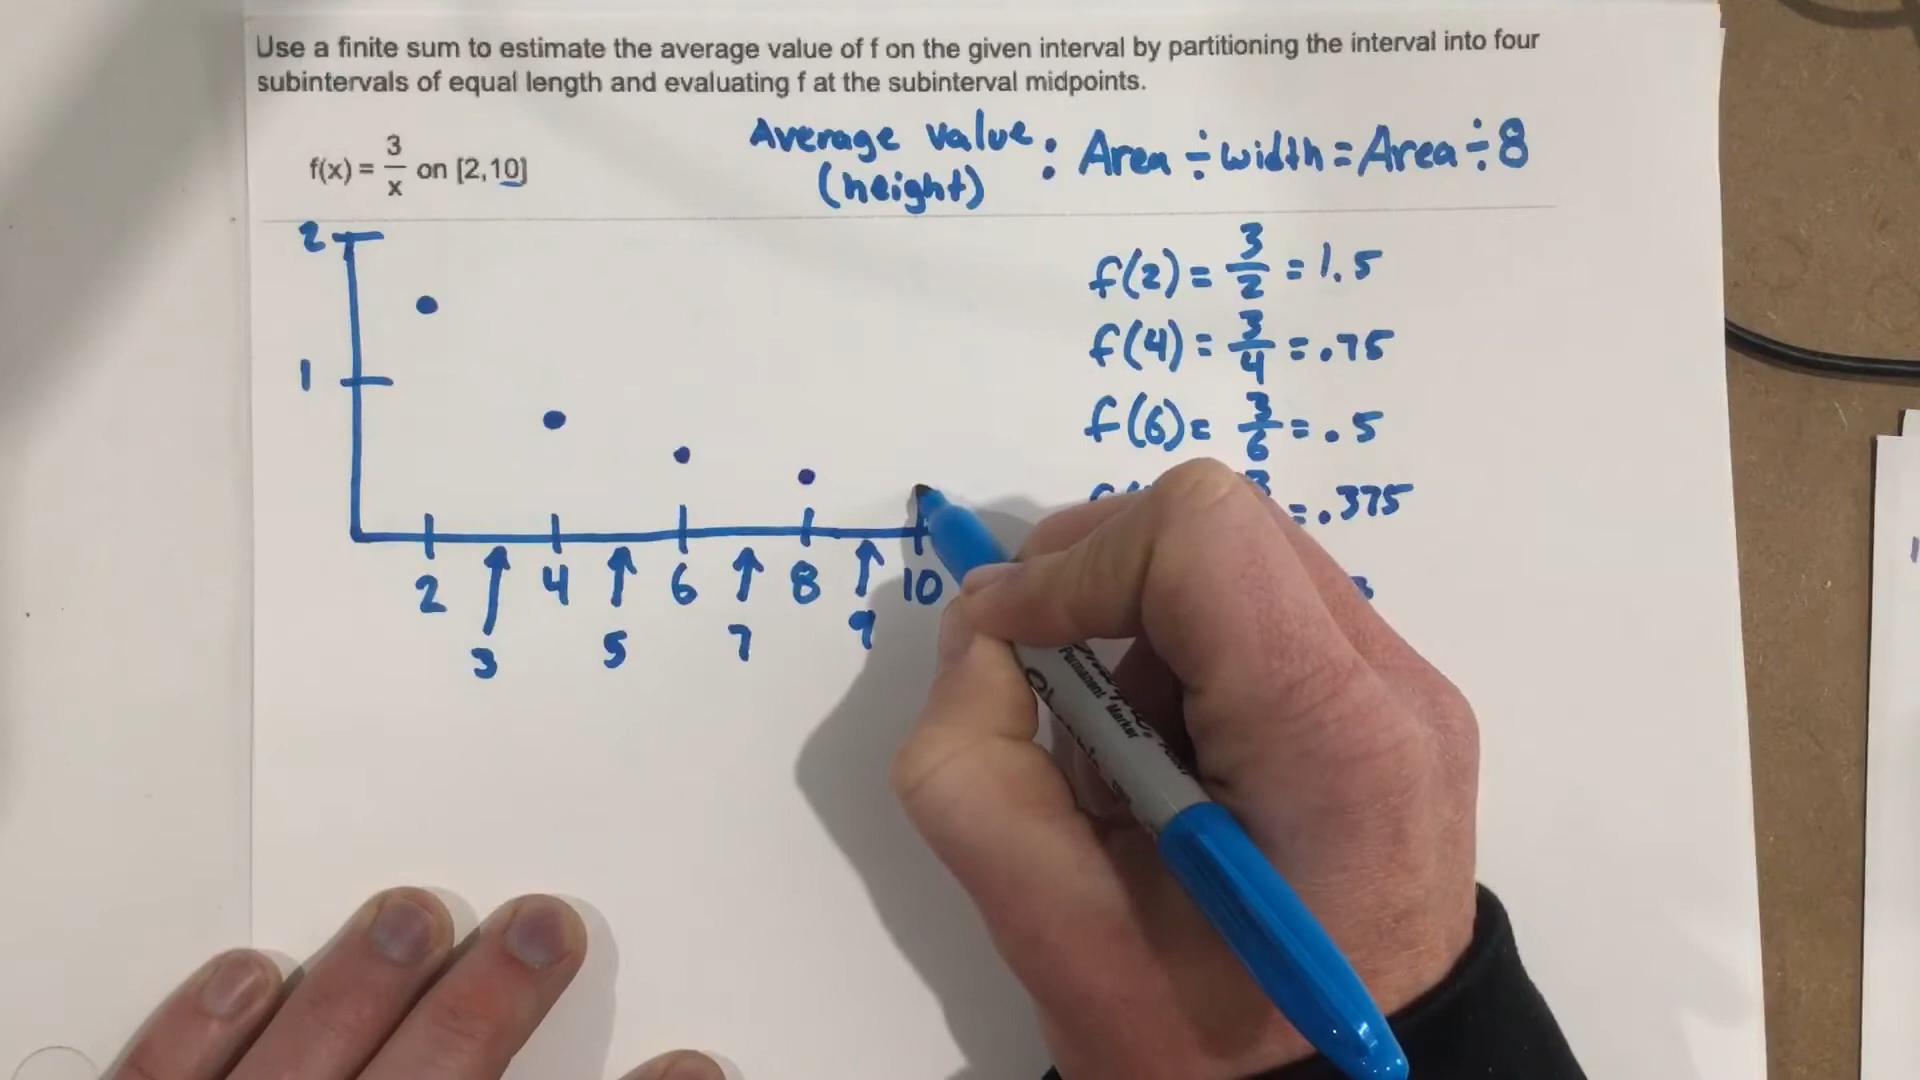 Use a finite sum to estimate the average value of f on the given interval by partitioning the interval into four
subintervals of equal length and evaluating f at the subinterval midpoints.
f(x) = 3/x on [2,10]
Average value : Area ÷ width = Area ÷ 8
(height)
2
1
2 4 6 8 10
3 5 7 9
f(2) = 3/2 = 1.5
f(4) = 3/4 = .75
f(6) = 3/6 = .5
= .375
Permanent Marker